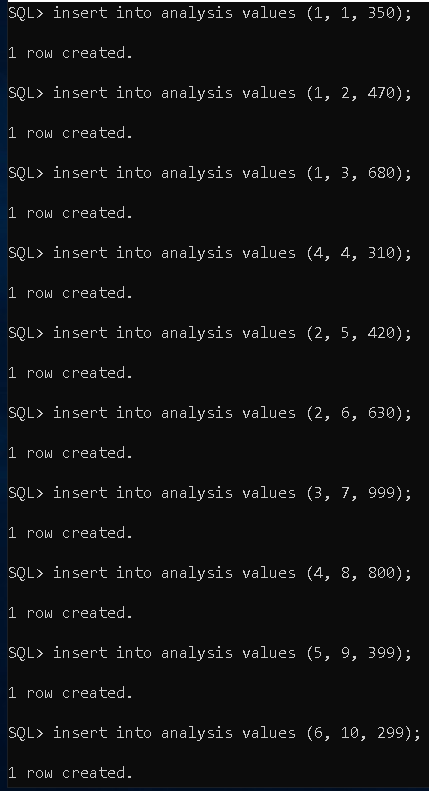 SQL> insert into analysis values (1, 1, 350);
1 row created.
SQL> insert into analysis values (1, 2, 470);
1 row created.
SQL> insert into analysis values (1, 3, 680);
1 row created.
SQL> insert into analysis values (4, 4, 310);
1 row created.
SQL> insert into analysis values (2, 5, 420);
1 row created.
SQL> insert into analysis values (2, 6, 630);
1 row created.
SQL> insert into analysis values (3, 7, 999);
1 row created.
SQL> insert into analysis values (4, 8, 800);
1 row created.
SQL> insert into analysis values (5, 9, 399);
1 row created.
SQL> insert into analysis values (6, 10, 299);
1 row created.